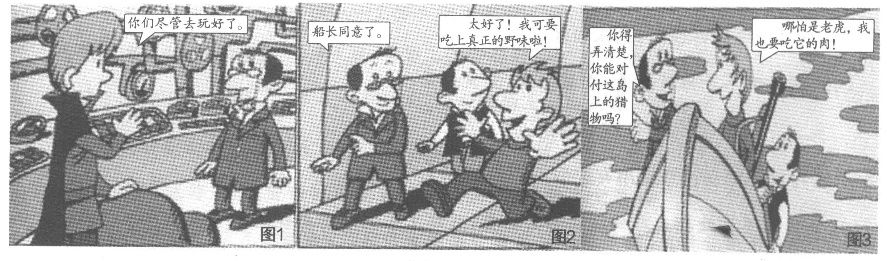 你们尽管去玩好了。
图1
船长同意了。
太好了！我可要
吃上真正的野味啦！
图2
你得
弄清楚，
你能对
付这岛
上的猎
物吗？
哪怕是老虎，我
也要吃它的肉！
图3